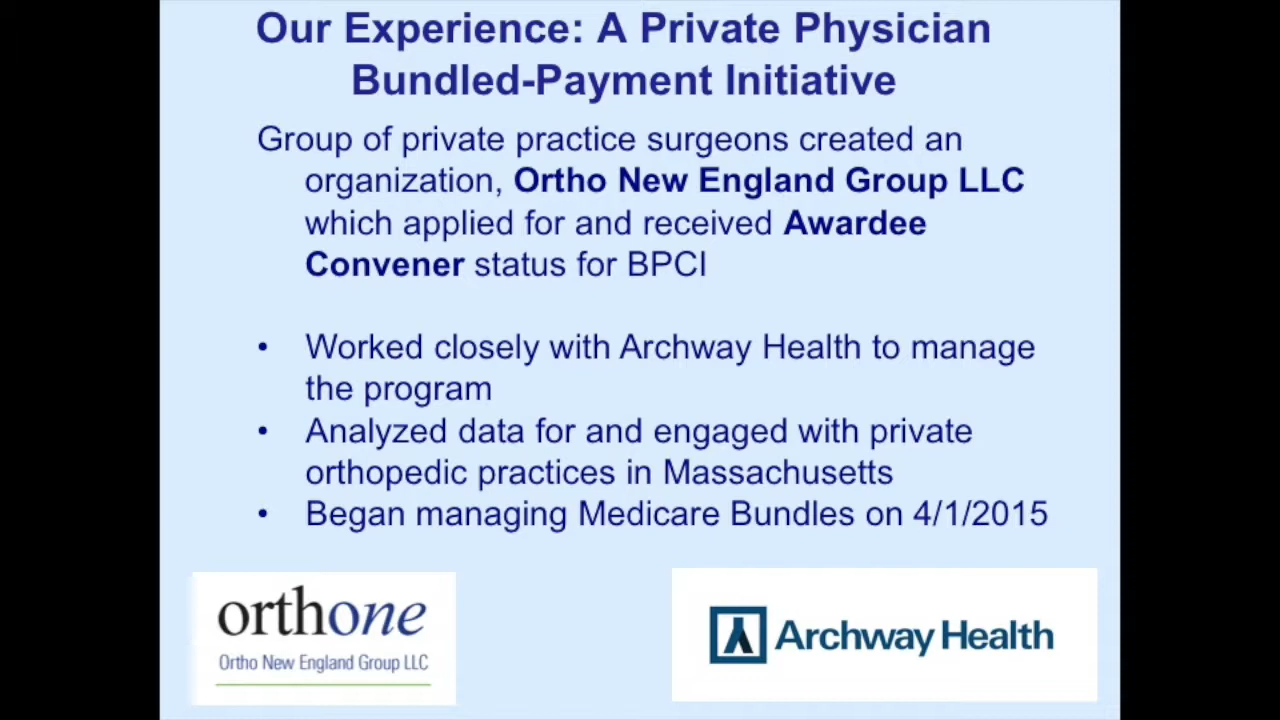 Our Experience: A Private Physician
Bundled-Payment Initiative
Group of private practice surgeons created an
organization, Ortho New England Group LLC
which applied for and received Awardee
Convener status for BPCI
• Worked closely with Archway Health to manage
the program
• Analyzed data for and engaged with private
orthopedic practices in Massachusetts
• Began managing Medicare Bundles on 4/1/2015
orthone
Ortho New England Group LLC
Archway Health